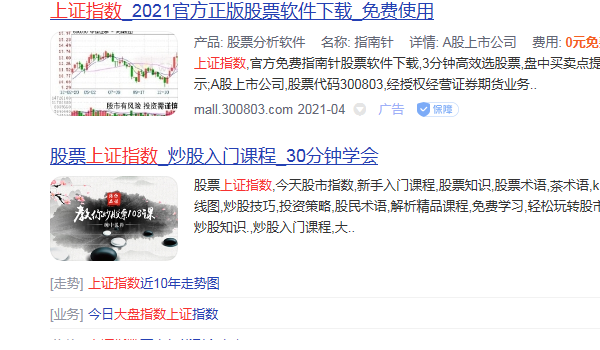 上证指数_2021官方正版股票软件下载_免费使用
产品: 股票分析软件 名称: 指南针 详情: A股上市公司 费用: 0元免
上证指数,官方免费指南针股票软件下载,3分钟高效选股票,盘中买卖点提
示;A股上市公司,股票代码300803,经授权经营证券期货业务..
股市有风险 投资需谨慎
mall.300803.com 2021-04 广告 保障
股票上证指数_炒股入门课程_30分钟学会
股票上证指数,今天股市指数,新手入门课程,股票知识,股票术语,茶术语,k
线图,炒股技巧,投资策略,股民术语,解析精品课程,免费学习,轻松玩转股市
炒股知识.,炒股入门课程,大..
教你炒股票108课
[走势] 上证指数近10年走势图
[业务] 今日大盘指数上证指数